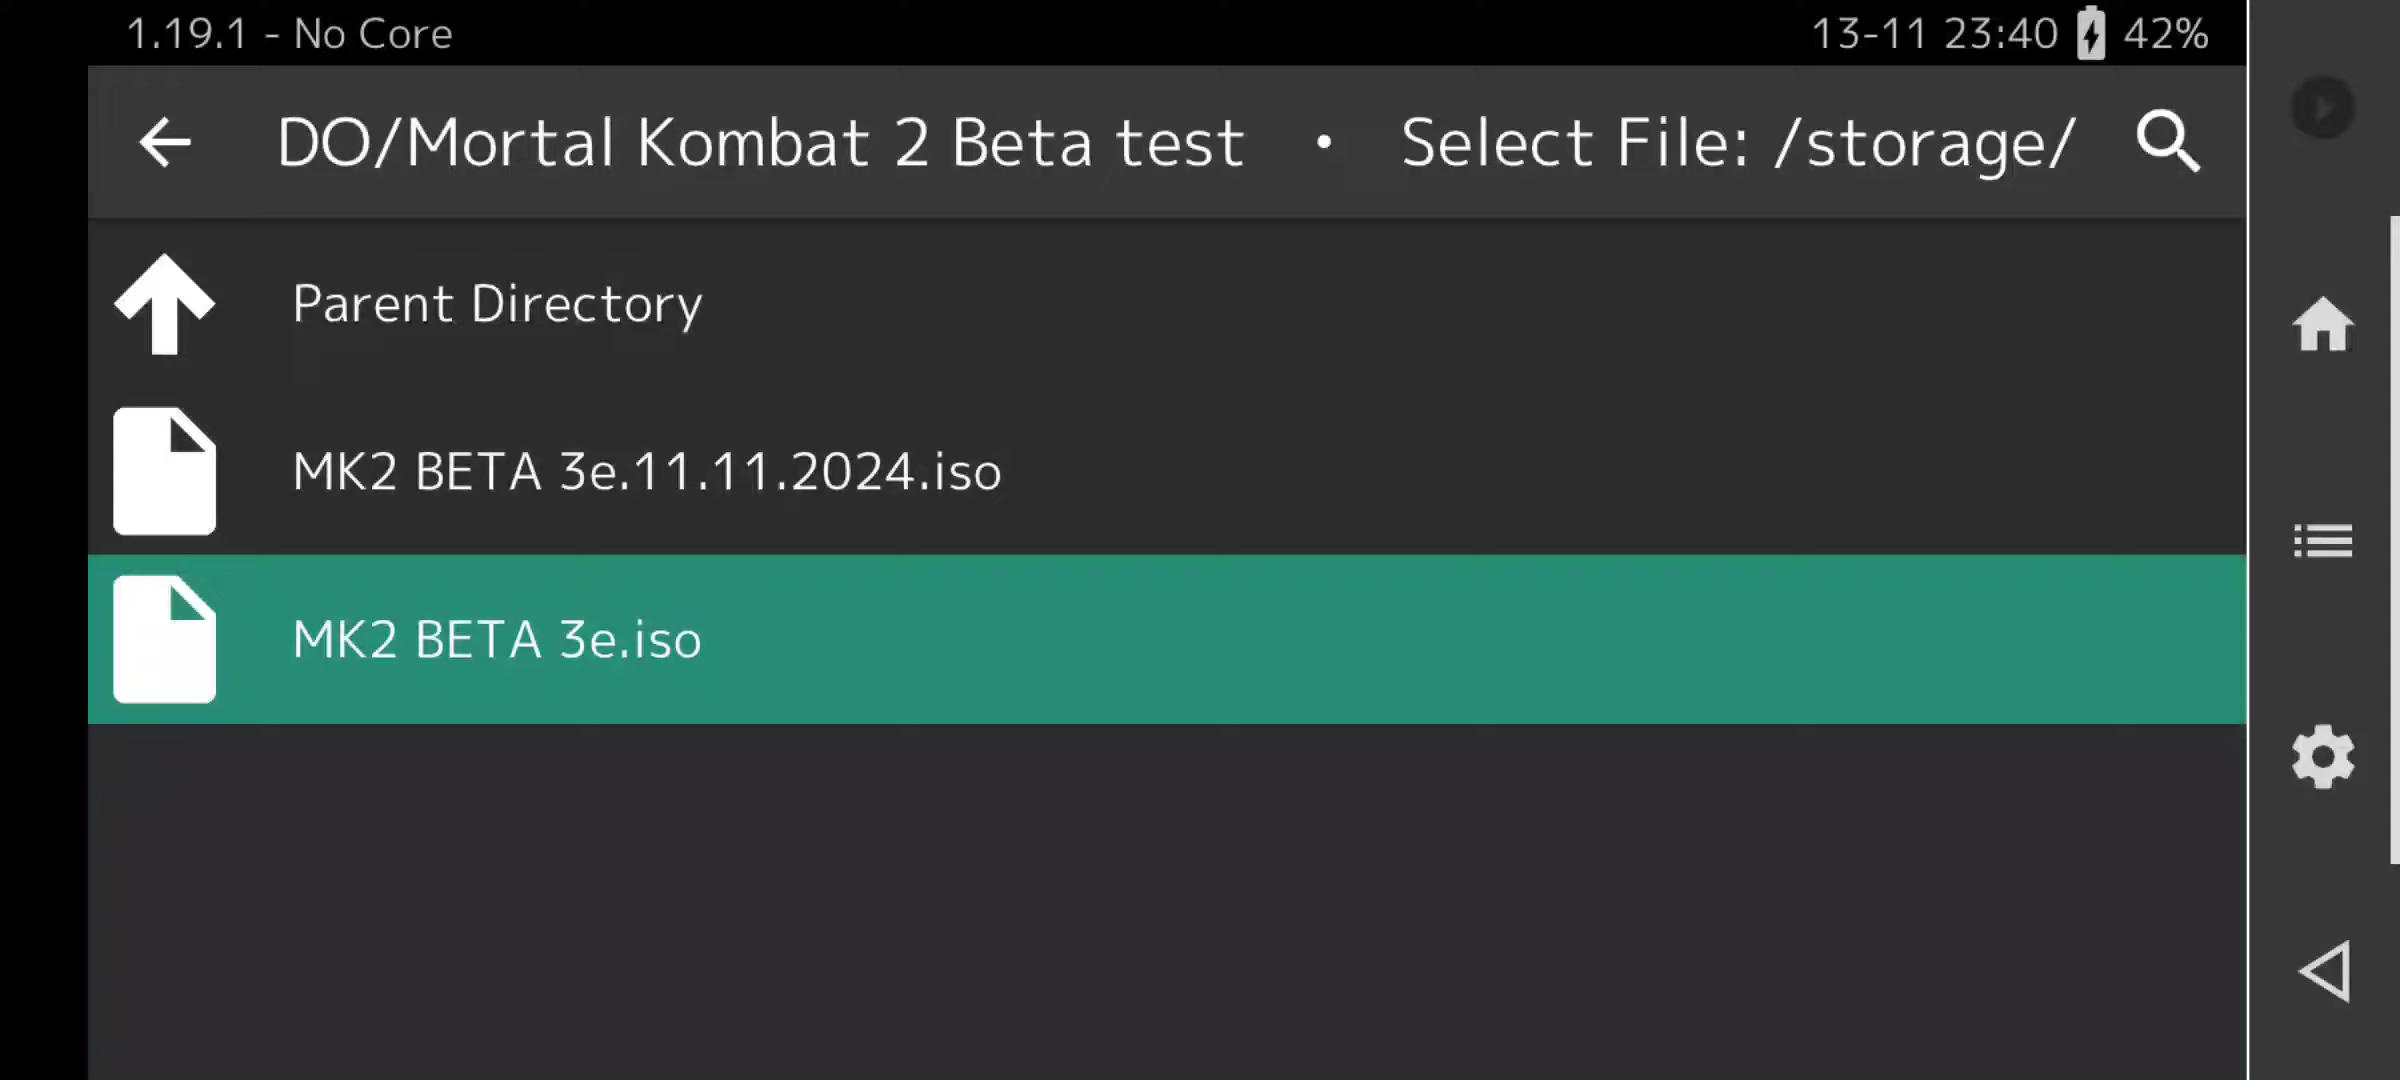 1.19.1 - No Core
13-11 23:40 42%
DO/Mortal Kombat 2 Beta test • Select File: /storage/
Parent Directory
MK2 BETA 3e.11.11.2024.iso
MK2 BETA 3e.iso